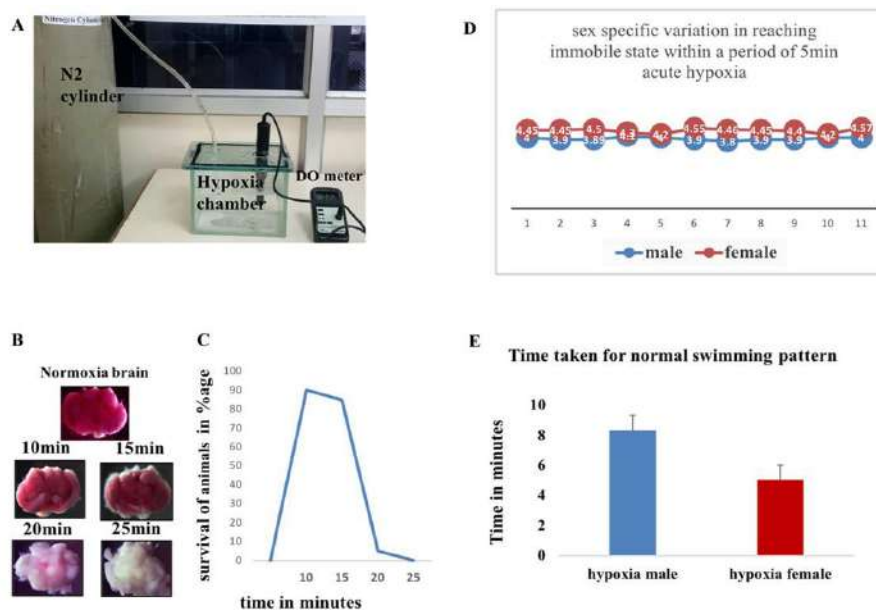 A
Nitrogen Cylinder
N2
cylinder
Hypoxia
chamber
DO meter
D
sex specific variation in reaching
immobile state within a period of 5min
acute hypoxia
4.45 4.45 4.5 4.3 4.2 4.55 4.46 4.45 4.4 4.2 4.57
4 3.9 3.89 4 3.9 3.8 3.9 3.9 4 4
1 2 3 4 5 6 7 8 9 10 11
male female
B
Normoxia brain
10min 15min
20min 25min
C
survival of animals in %age
100
90
80
70
60
50
40
30
20
10
0
10 15 20 25
time in minutes
E
Time taken for normal swimming pattern
Time in minutes
10
8
6
4
2
0
hypoxia male hypoxia female